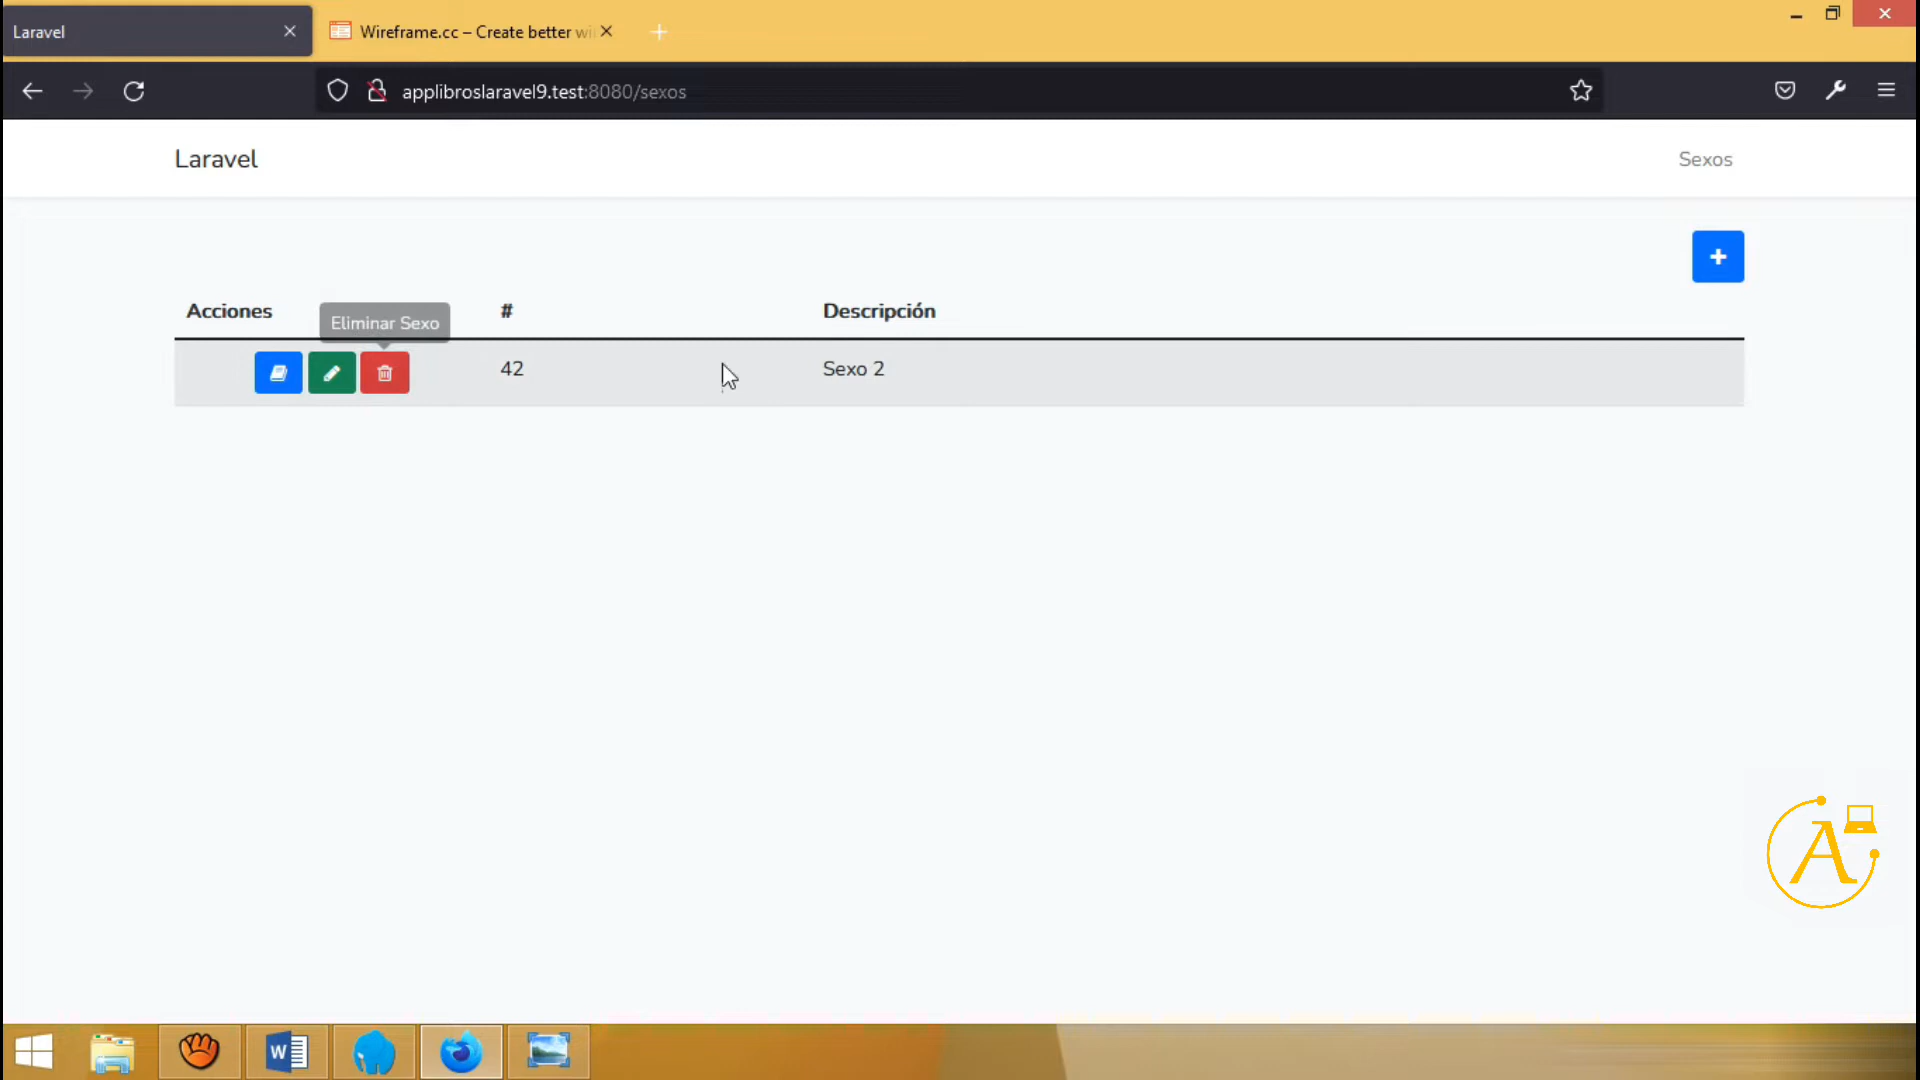 Laravel
Wireframe.cc – Create better wi
applibroslaravel9.test:8080/sexos
Laravel
Sexos
Acciones
Eliminar Sexo
#
Descripción
42
Sexo 2
A
W